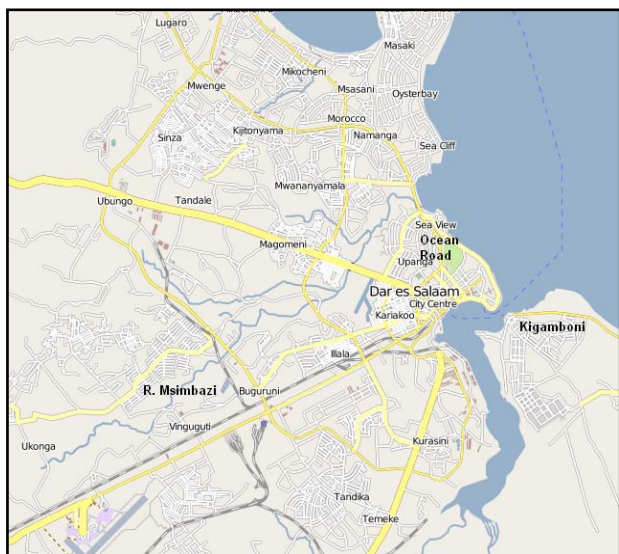 Lugaro
Masaki
Mikocheni
Mwenge
Msasani
Oysterbay
Morocco
Kijitonyama
Sinza
Namanga
Sea Cliff
Mwananyamala
Ubungo
Tandale
Sea View
Ocean
Road
Magomeni
Upanga
Dar es Salaam
City Centre
Kariakoo
Kigamboni
Illala
R. Msimbazi
Buguruni
Vinguguti
Ukonga
Kurasini
Tandika
Temeke